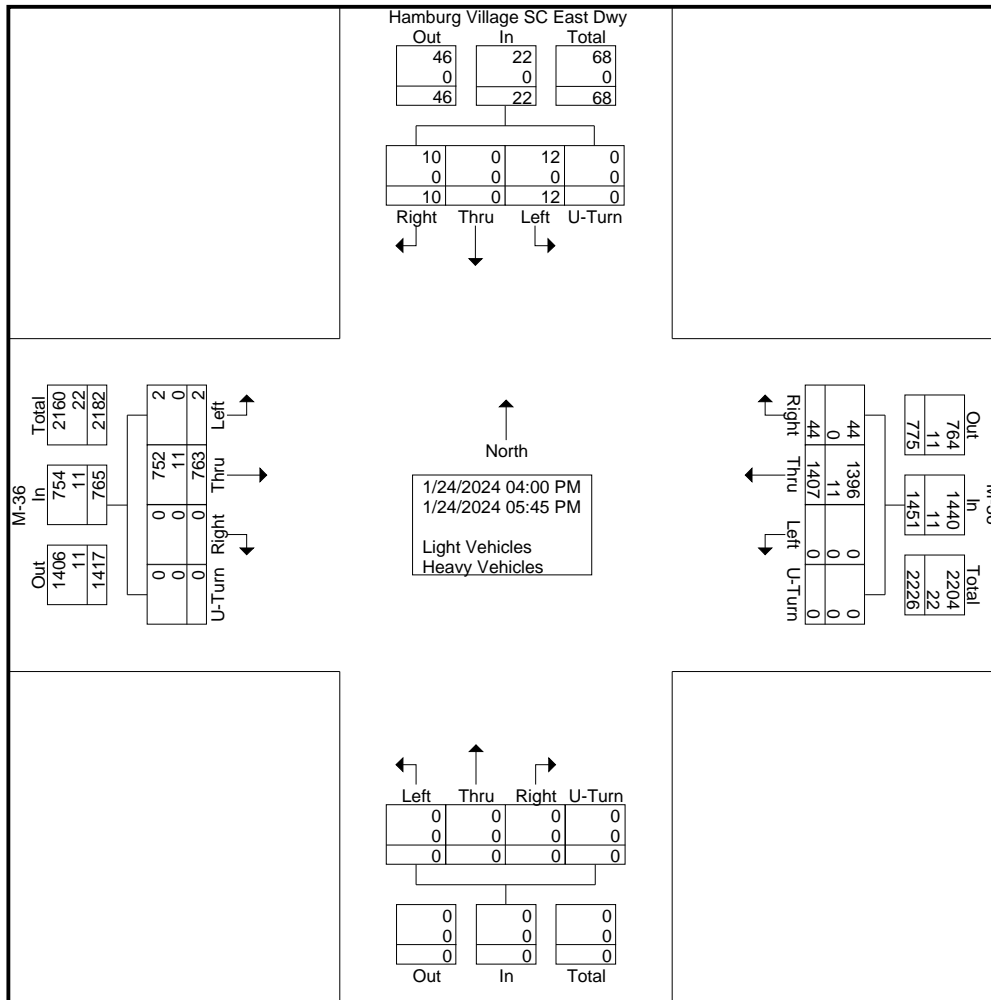 Hamburg Village SC East Dwy
Out In Total
46 22 68
0 0 0
46 22 68
10 0 12 0
0 0 0 0
10 0 12 0
Right Thru Left U-Turn
M-36
Total In Out
2160 754 1406
22 11 11
2182 765 1417
2 752 0 0
0 11 0 0
2 763 0 0
Left Thru Right U-Turn
North
1/24/2024 04:00 PM
1/24/2024 05:45 PM
Light Vehicles
Heavy Vehicles
Right Thru Left U-Turn
44 1407 0 0
0 11 0 0
44 1396 0 0
Out In Total
764 1440 2204
11 11 22
775 1451 2226
Left Thru Right U-Turn
0 0 0 0
0 0 0 0
0 0 0 0
0 0 0
0 0 0
0 0 0
Out In Total